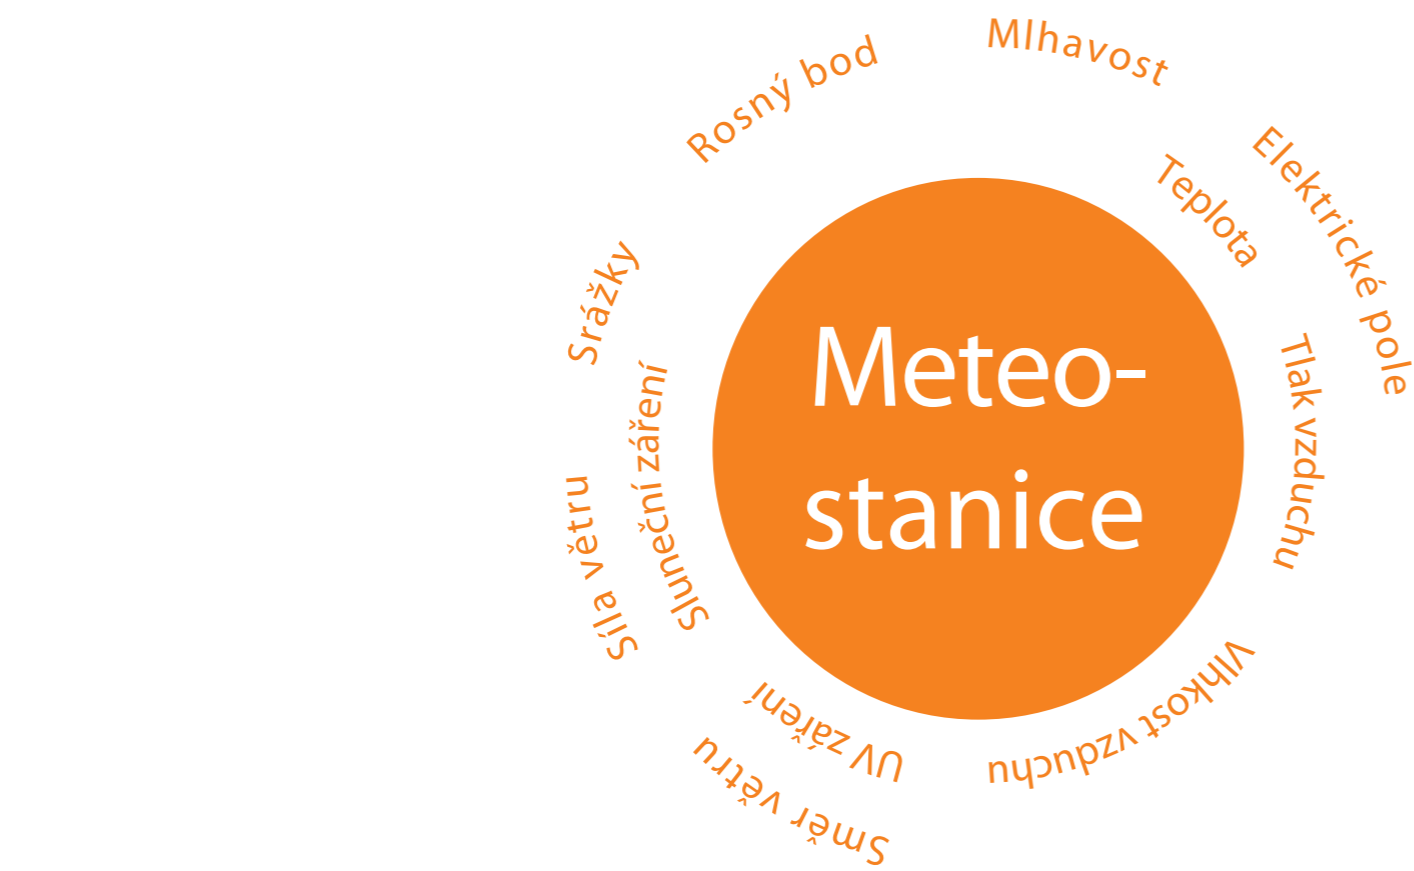 Mlhavost
Rosný bod
Elektrické pole
Teplota
Srážky
Tlak vzduchu
Sluneční záření
Meteo-
stanice
Síla větru
Vlhkost vzduchu
UV záření
Směr větru